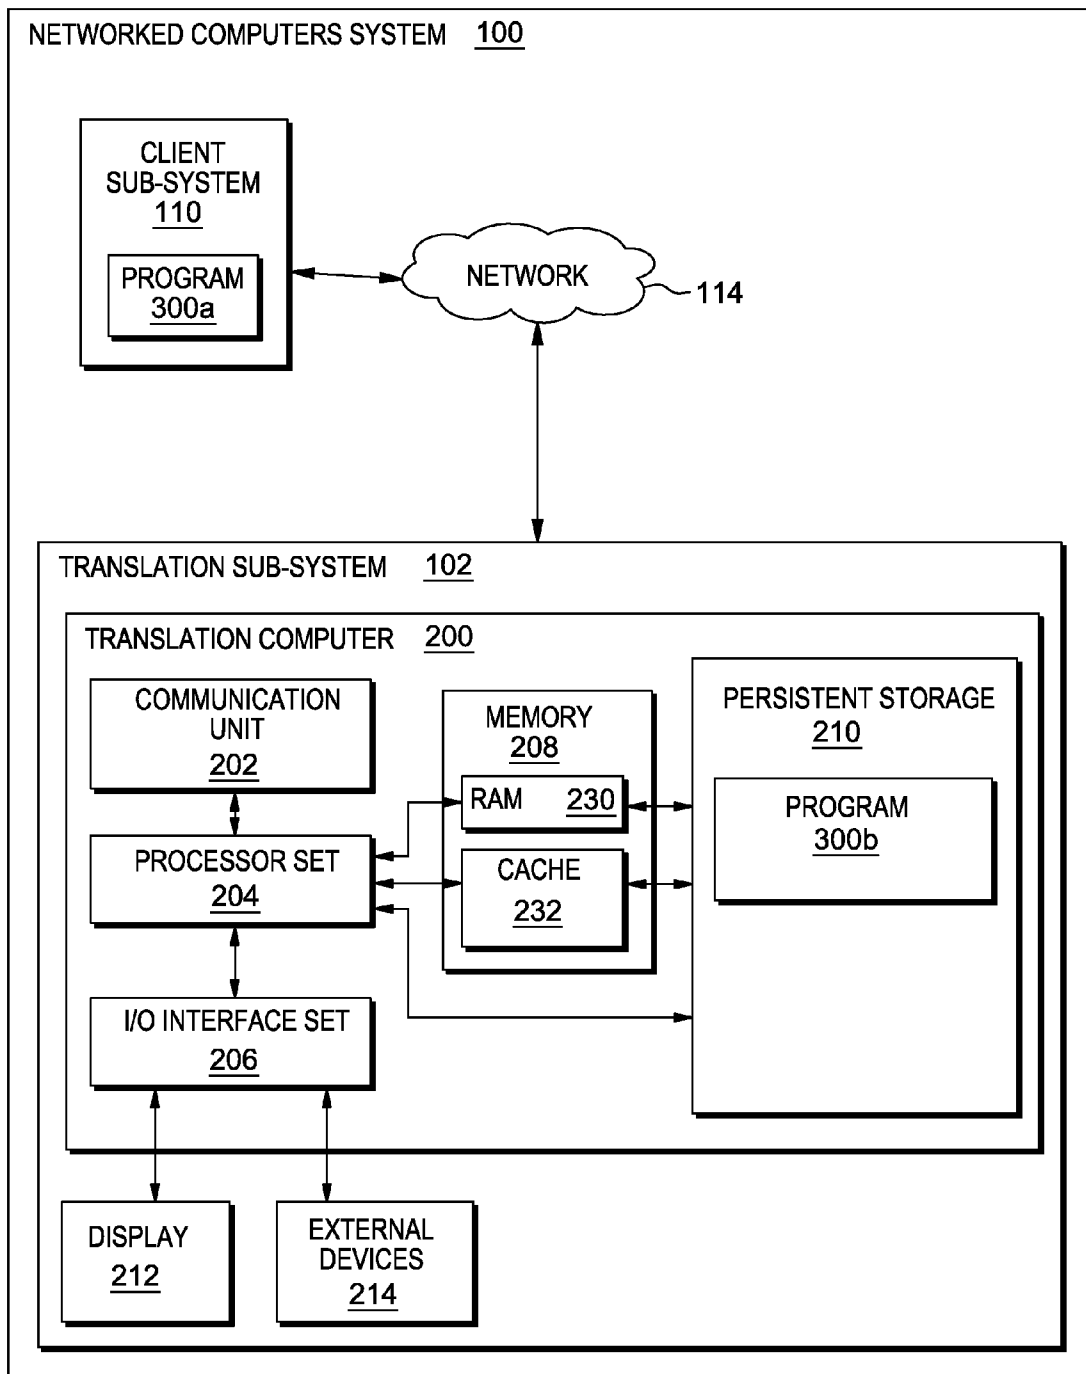 NETWORKED COMPUTERS SYSTEM 100
CLIENT
SUB-SYSTEM
110
PROGRAM
300a
NETWORK
114
TRANSLATION SUB-SYSTEM 102
TRANSLATION COMPUTER 200
COMMUNICATION
UNIT
202
PROCESSOR SET
204
I/O INTERFACE SET
206
MEMORY
208
RAM 230
CACHE
232
PERSISTENT STORAGE
210
PROGRAM
300b
DISPLAY
212
EXTERNAL
DEVICES
214